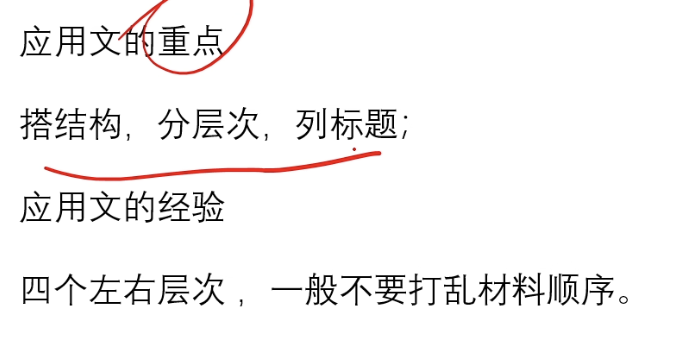 应用文的重点
搭结构，分层次，列标题；
应用文的经验
四个左右层次，一般不要打乱材料顺序。